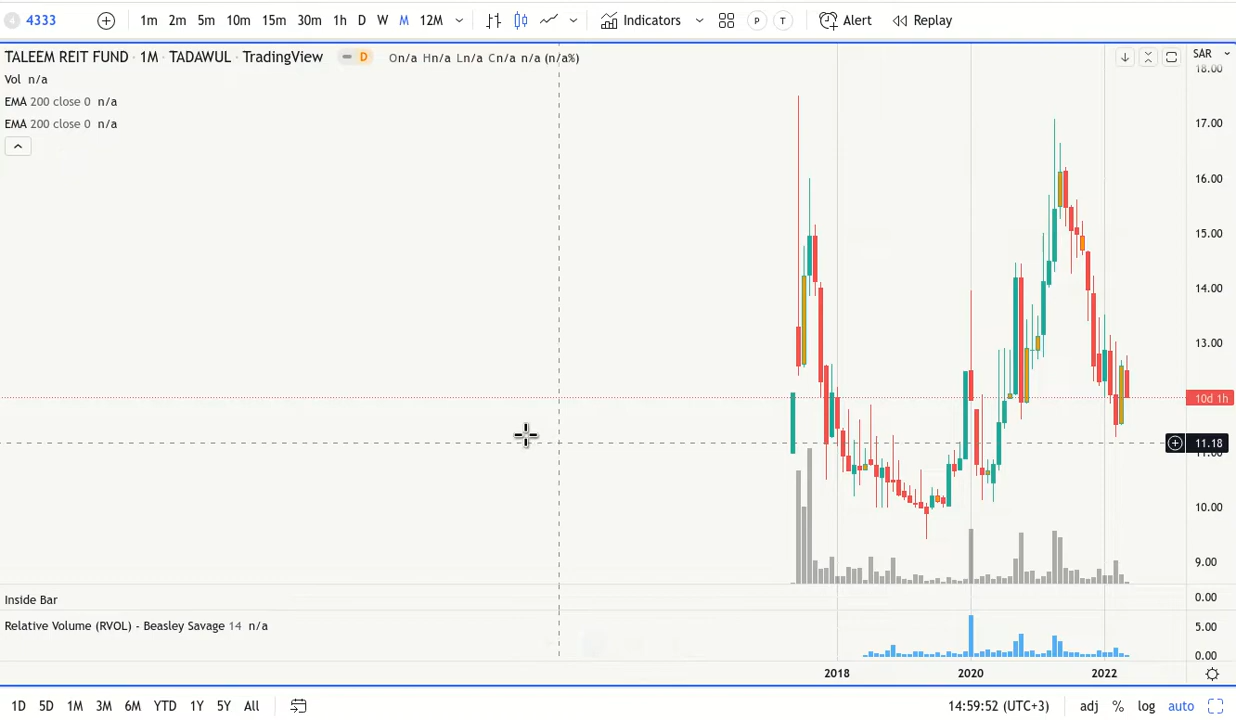 4333 1m 2m 5m 10m 15m 30m 1h D W M 12M Indicators P T Alert Replay
TALEEM REIT FUND · 1M · TADAWUL · TradingView D On/a Hn/a Ln/a Cn/a n/a (n/a%) SAR
Vol n/a
EMA 200 close 0 n/a
EMA 200 close 0 n/a
18.00
17.00
16.00
15.00
14.00
13.00
10d 1h
11.18
11.00
10.00
9.00
Inside Bar 0.00
Relative Volume (RVOL) - Beasley Savage 14 n/a 5.00
0.00
2018 2020 2022
1D 5D 1M 3M 6M YTD 1Y 5Y All 14:59:52 (UTC+3) adj % log auto